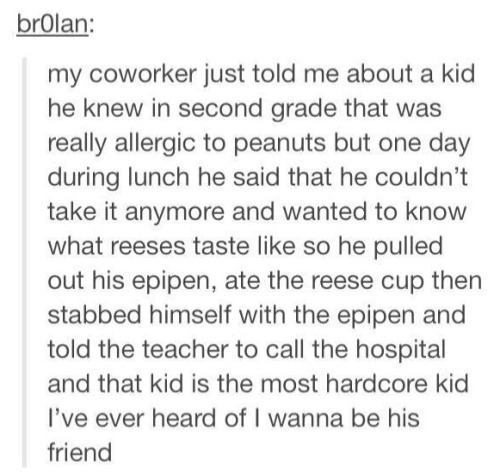 br0lan:
my coworker just told me about a kid
he knew in second grade that was
really allergic to peanuts but one day
during lunch he said that he couldn't
take it anymore and wanted to know
what reeses taste like so he pulled
out his epipen, ate the reese cup then
stabbed himself with the epipen and
told the teacher to call the hospital
and that kid is the most hardcore kid
I've ever heard of I wanna be his
friend